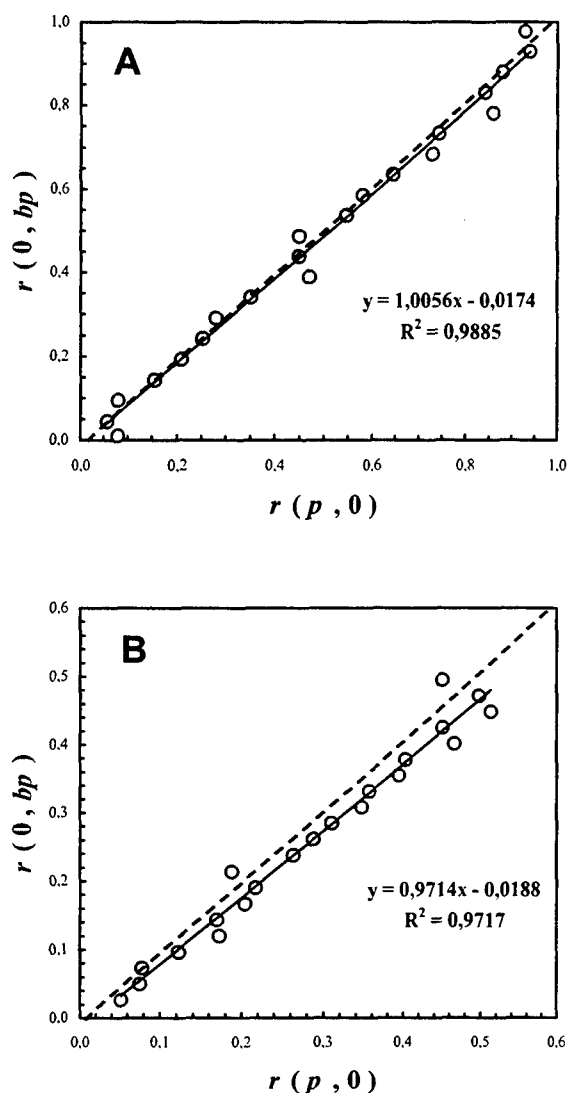 A
1.0
0.8
0.6
0.4
0.2
0.0
r ( 0 , bp )
y = 1,0056x - 0,0174
R² = 0,9885
0.0 0,2 0,4 0,6 0.8 1,0
r ( p , 0 )
B
0.6
0.5
0.4
0.3
0.2
0.1
0.0
r ( 0 , bp )
y = 0,9714x - 0,0188
R² = 0,9717
0.0 0.1 0.2 0.3 0.4 0.5 0.6
r ( p , 0 )